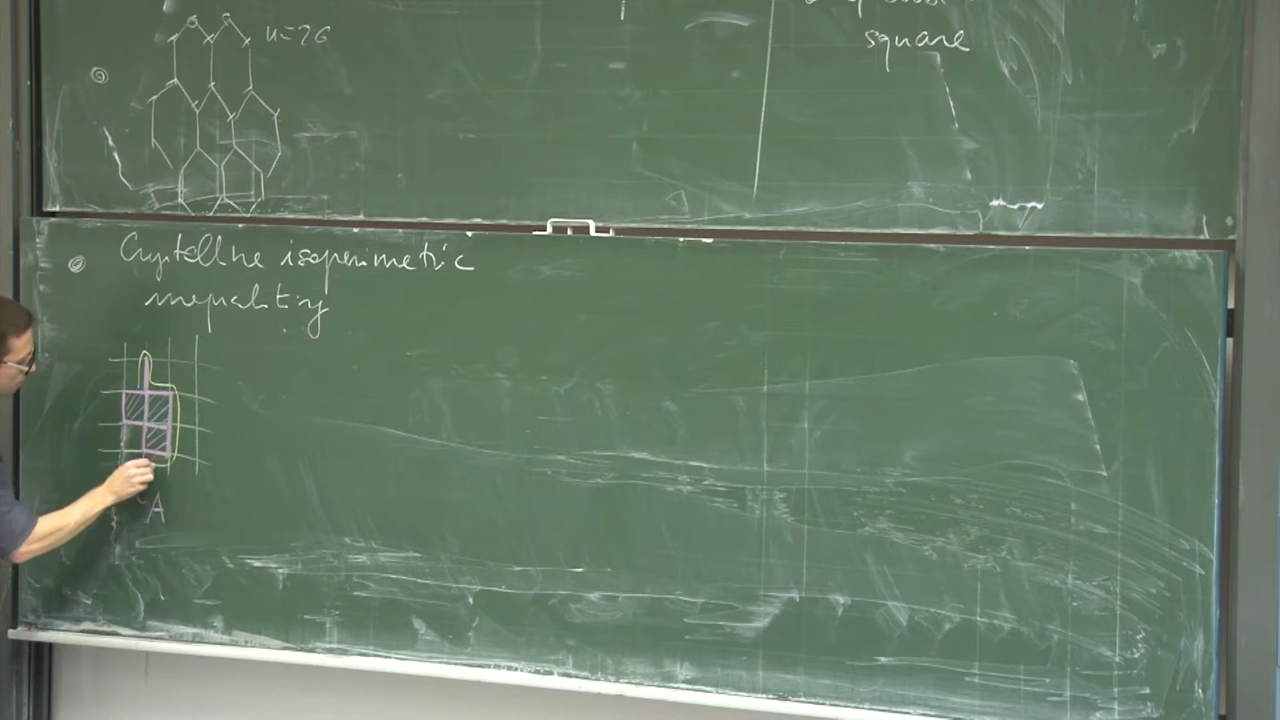 n=26
square
Crystalline isoperimetric
inequality
A